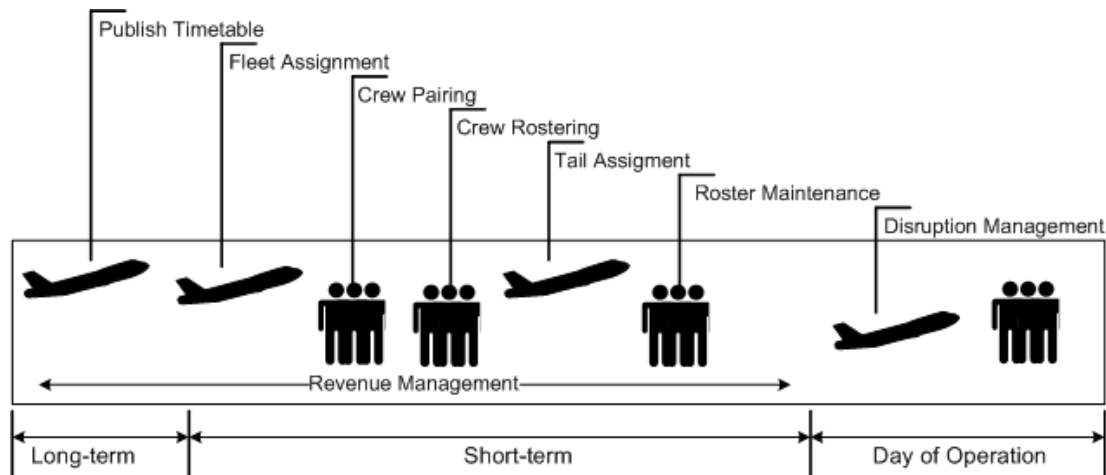 Publish Timetable
Fleet Assignment
Crew Pairing
Crew Rostering
Tail Assigment
Roster Maintenance
Disruption Management
Revenue Management
Long-term
Short-term
Day of Operation